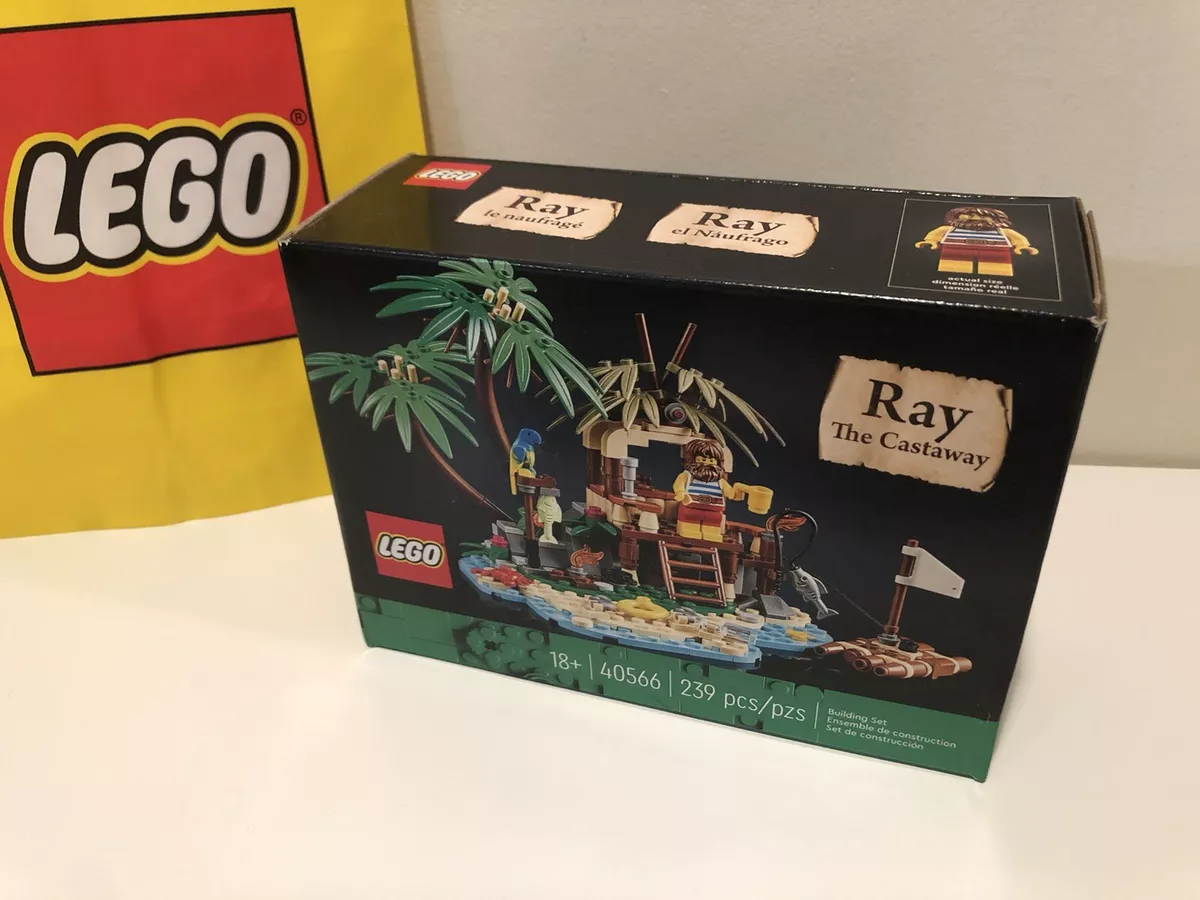 LEGO®
LEGO
Ray
le naufragé
Ray
el Náufrago
actual size
dimension réelle
tamaño real
Ray
The Castaway
LEGO
18+ | 40566 | 239 pcs/pzs
Building Set
Ensemble de construction
Set de construcción